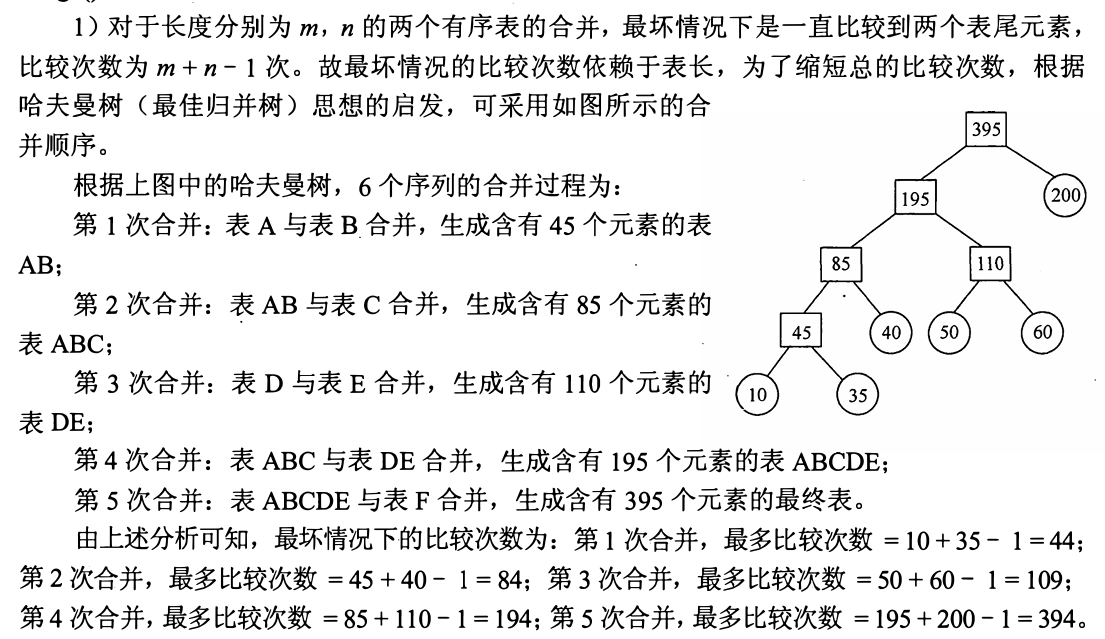 1）对于长度分别为 m，n 的两个有序表的合并，最坏情况下是一直比较到两个表尾元素，
比较次数为 m + n − 1 次。故最坏情况的比较次数依赖于表长，为了缩短总的比较次数，根据
哈夫曼树（最佳归并树）思想的启发，可采用如图所示的合
并顺序。
根据上图中的哈夫曼树，6 个序列的合并过程为：
第 1 次合并：表 A 与表 B 合并，生成含有 45 个元素的表
AB；
第 2 次合并：表 AB 与表 C 合并，生成含有 85 个元素的
表 ABC；
第 3 次合并：表 D 与表 E 合并，生成含有 110 个元素的
表 DE；
395
195
200
85
110
45
40
50
60
10
35
第 4 次合并：表 ABC 与表 DE 合并，生成含有 195 个元素的表 ABCDE；
第 5 次合并：表 ABCDE 与表 F 合并，生成含有 395 个元素的最终表。
由上述分析可知，最坏情况下的比较次数为：第 1 次合并，最多比较次数 = 10 + 35 − 1 = 44；
第 2 次合并，最多比较次数 = 45 + 40 − 1 = 84；第 3 次合并，最多比较次数 = 50 + 60 − 1 = 109；
第 4 次合并，最多比较次数 = 85 + 110 − 1 = 194；第 5 次合并，最多比较次数 = 195 + 200 − 1 = 394。